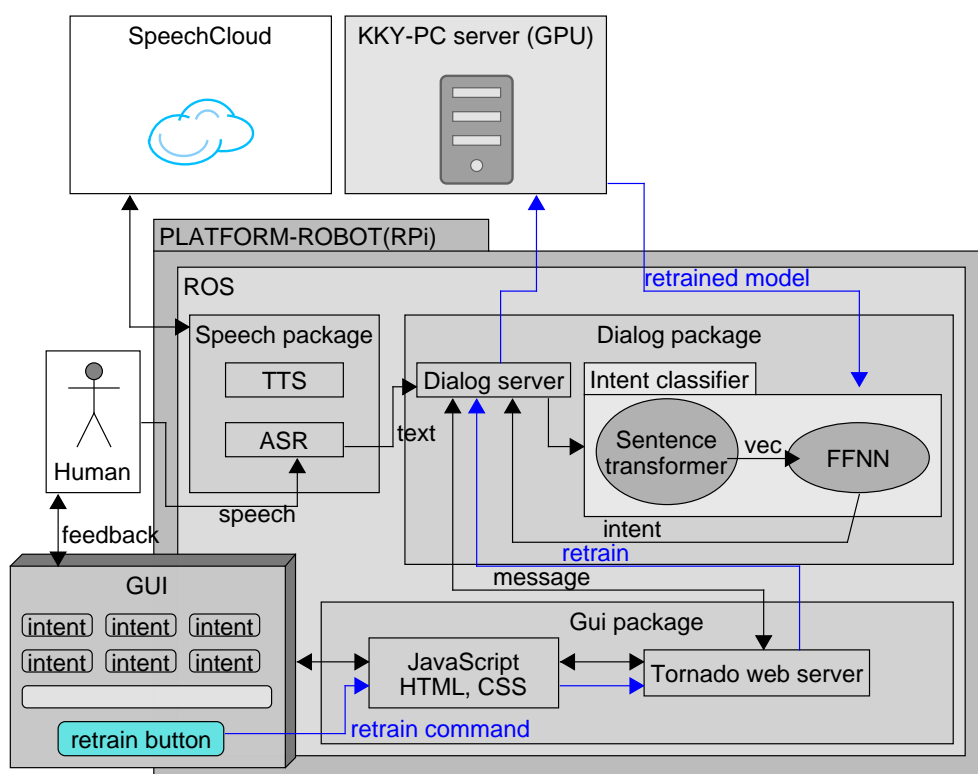 SpeechCloud
KKY-PC server (GPU)
PLATFORM-ROBOT(RPi)
ROS
retrained model
Speech package
TTS
ASR
text
speech
Human
feedback
Dialog package
Dialog server
Intent classifier
Sentence
transformer
vec
FFNN
intent
retrain
message
GUI
intent intent intent
intent intent intent
retrain button
Gui package
JavaScript
HTML, CSS
Tornado web server
retrain command